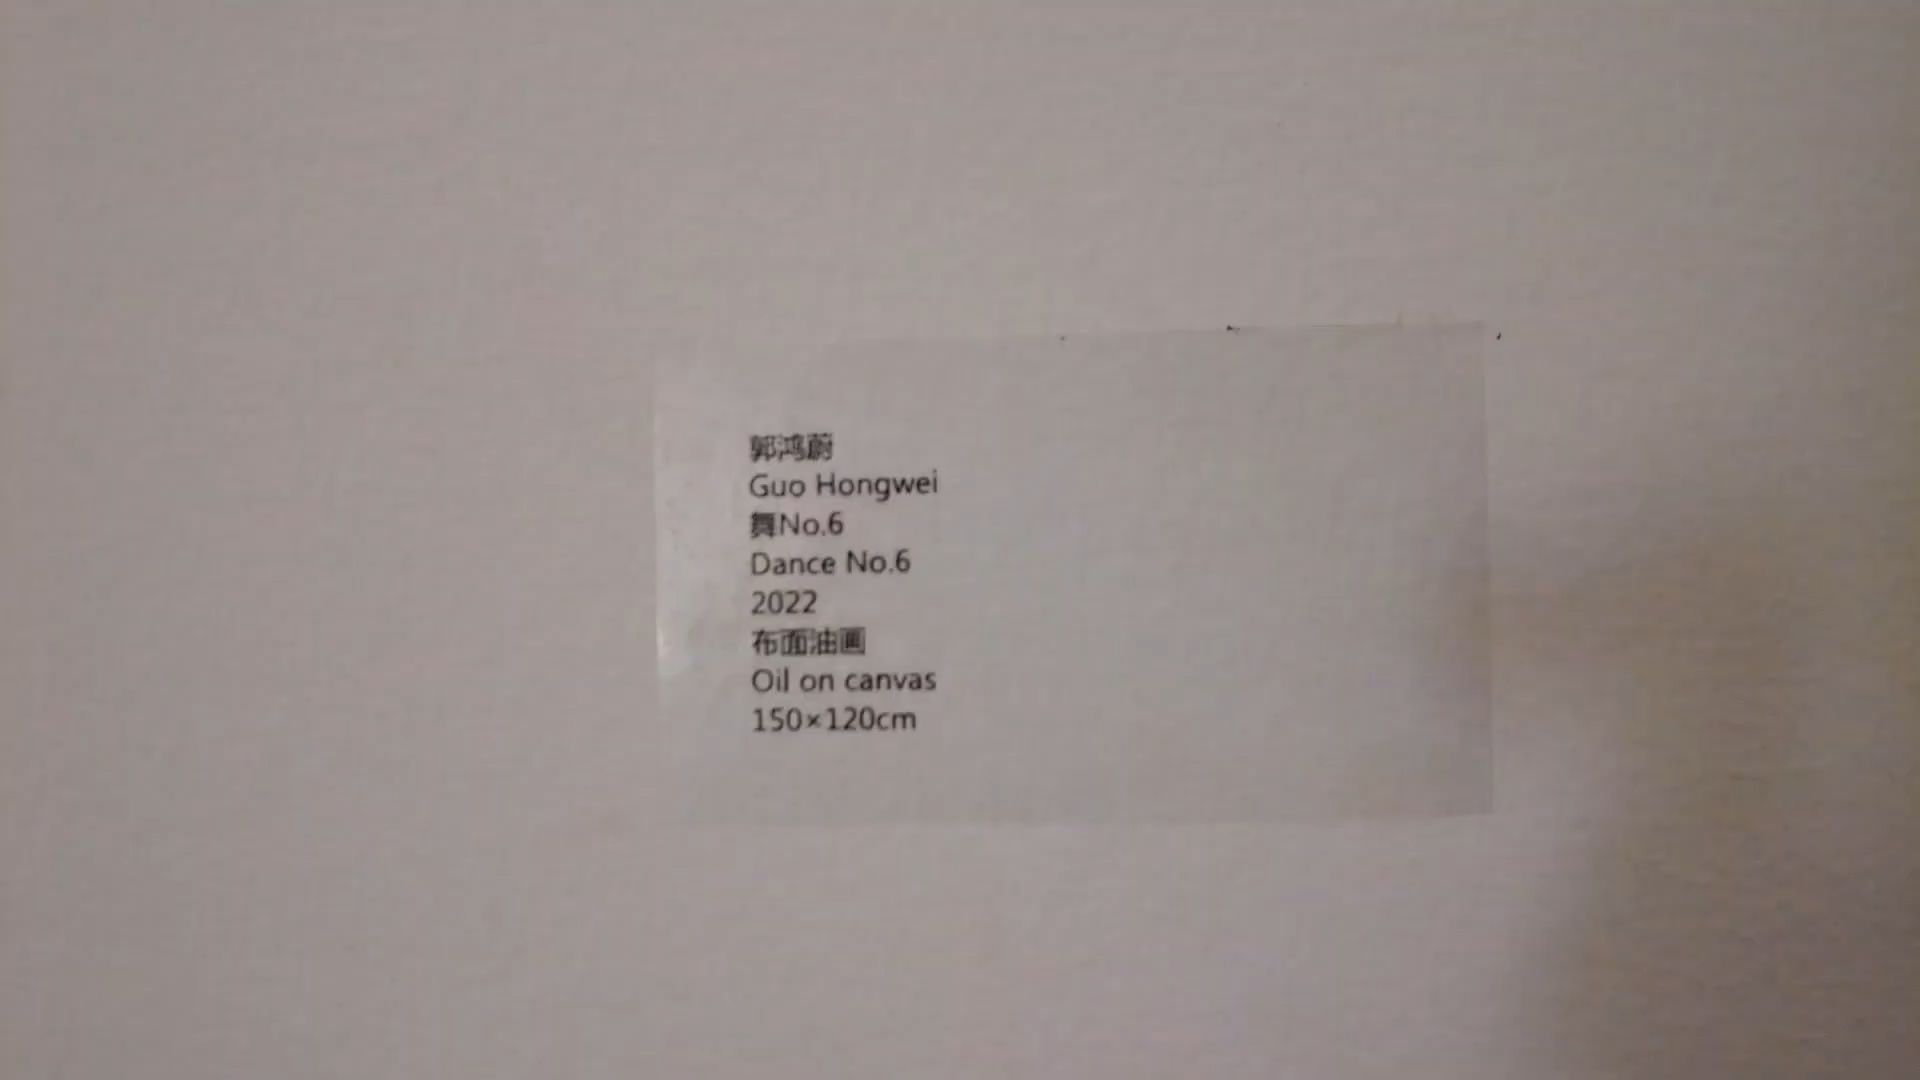 郭鸿蔚
Guo Hongwei
舞No.6
Dance No.6
2022
布面油画
Oil on canvas
150×120cm